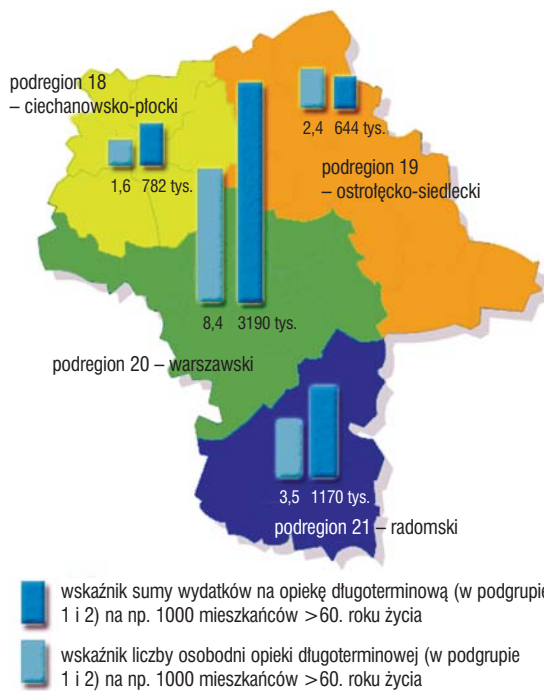 podregion 18
– ciechanowsko-płocki
1,6 782 tys.
2,4 644 tys.
podregion 19
– ostrołęcko-siedlecki
8,4 3190 tys.
podregion 20 – warszawski
3,5 1170 tys.
podregion 21 – radomski
wskaźnik sumy wydatków na opiekę długoterminową (w podgrupie
1 i 2) na np. 1000 mieszkańców >60. roku życia
wskaźnik liczby osobodni opieki długoterminowej (w podgrupie
1 i 2) na np. 1000 mieszkańców >60. roku życia